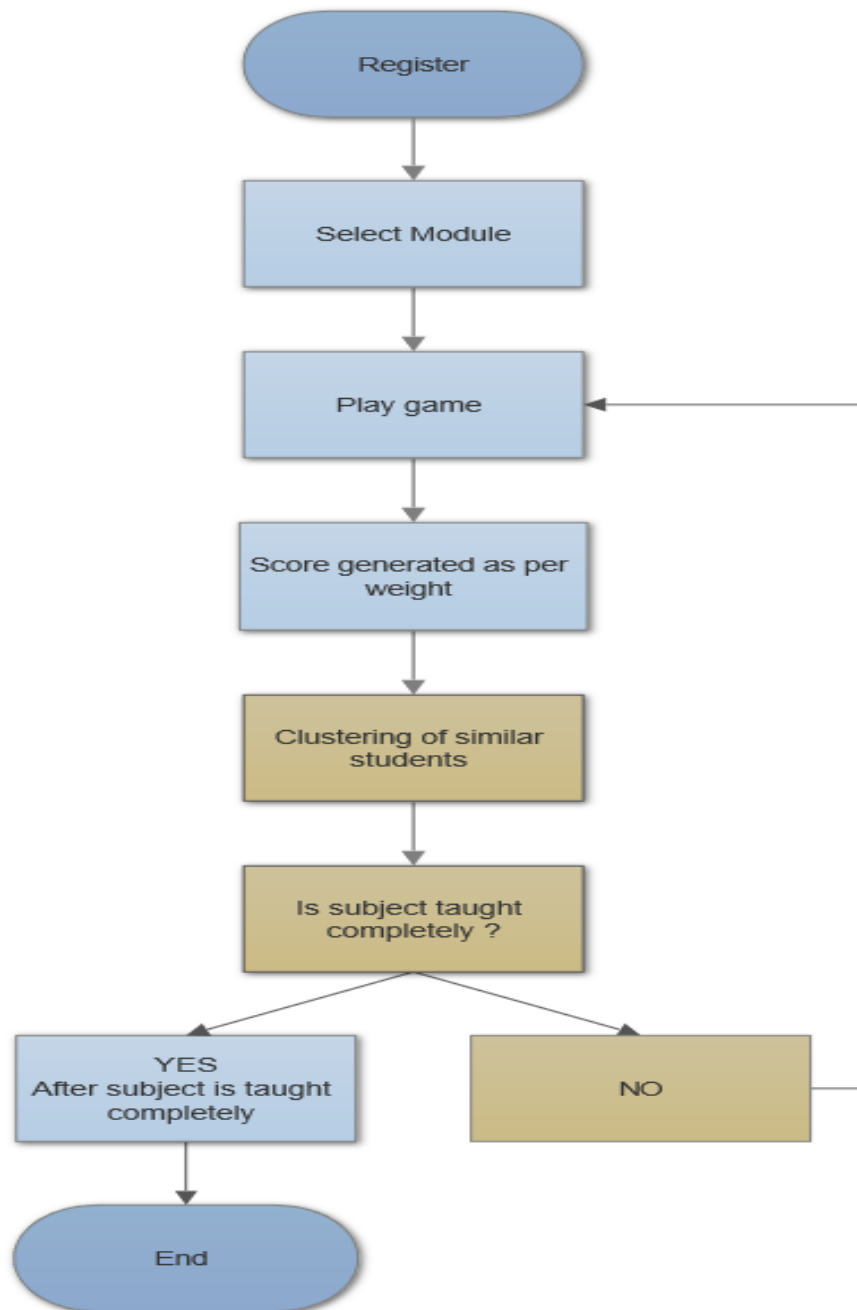 Register
Select Module
Play game
Score generated as per
weight
Clustering of similar
students
Is subject taught
completely ?
YES
After subject is taught
completely
NO
End